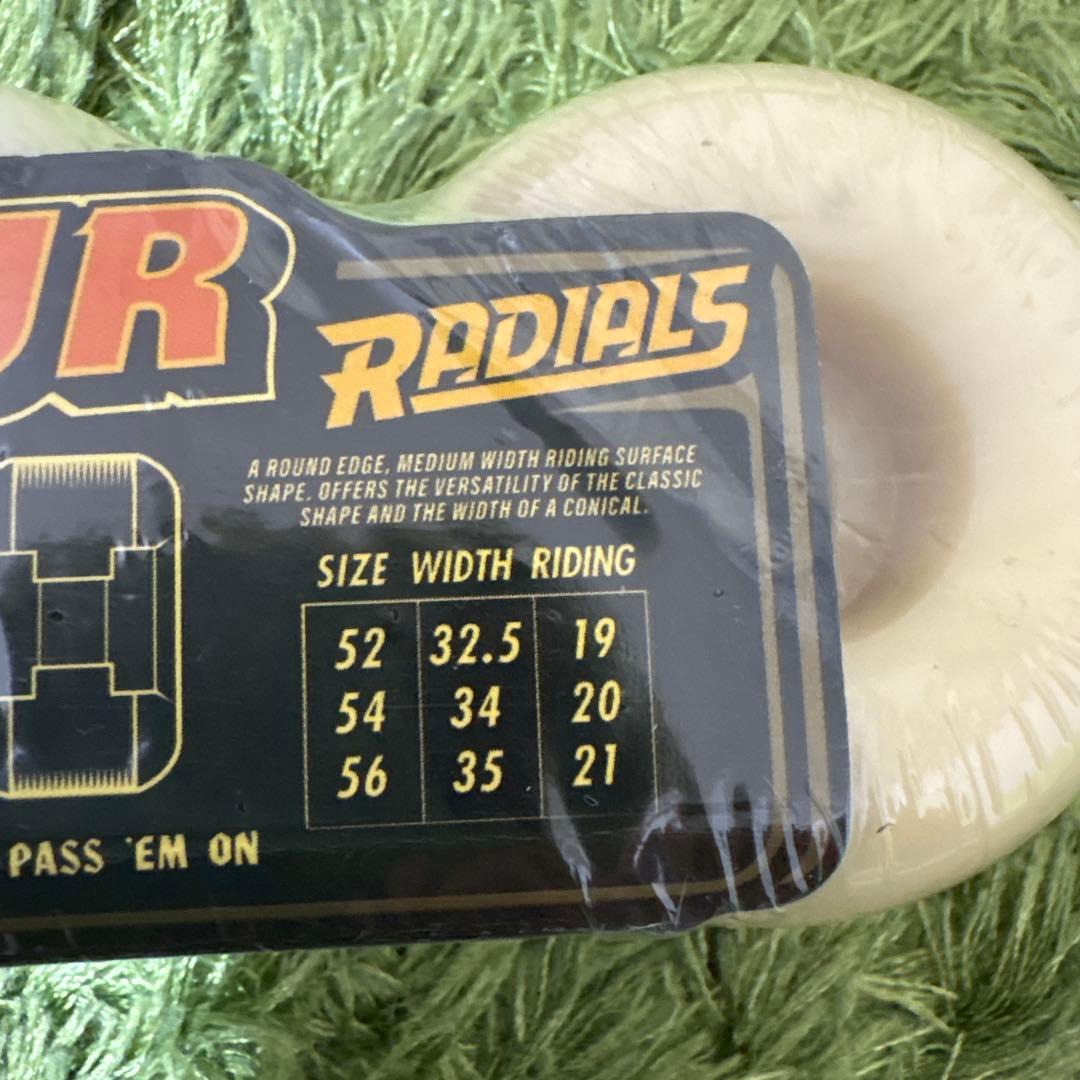 UR
RADIALS
A ROUND EDGE, MEDIUM WIDTH RIDING SURFACE
SHAPE. OFFERS THE VERSATILITY OF THE CLASSIC
SHAPE AND THE WIDTH OF A CONICAL.
SIZE WIDTH RIDING
52 32.5 19
54 34 20
56 35 21
PASS 'EM ON